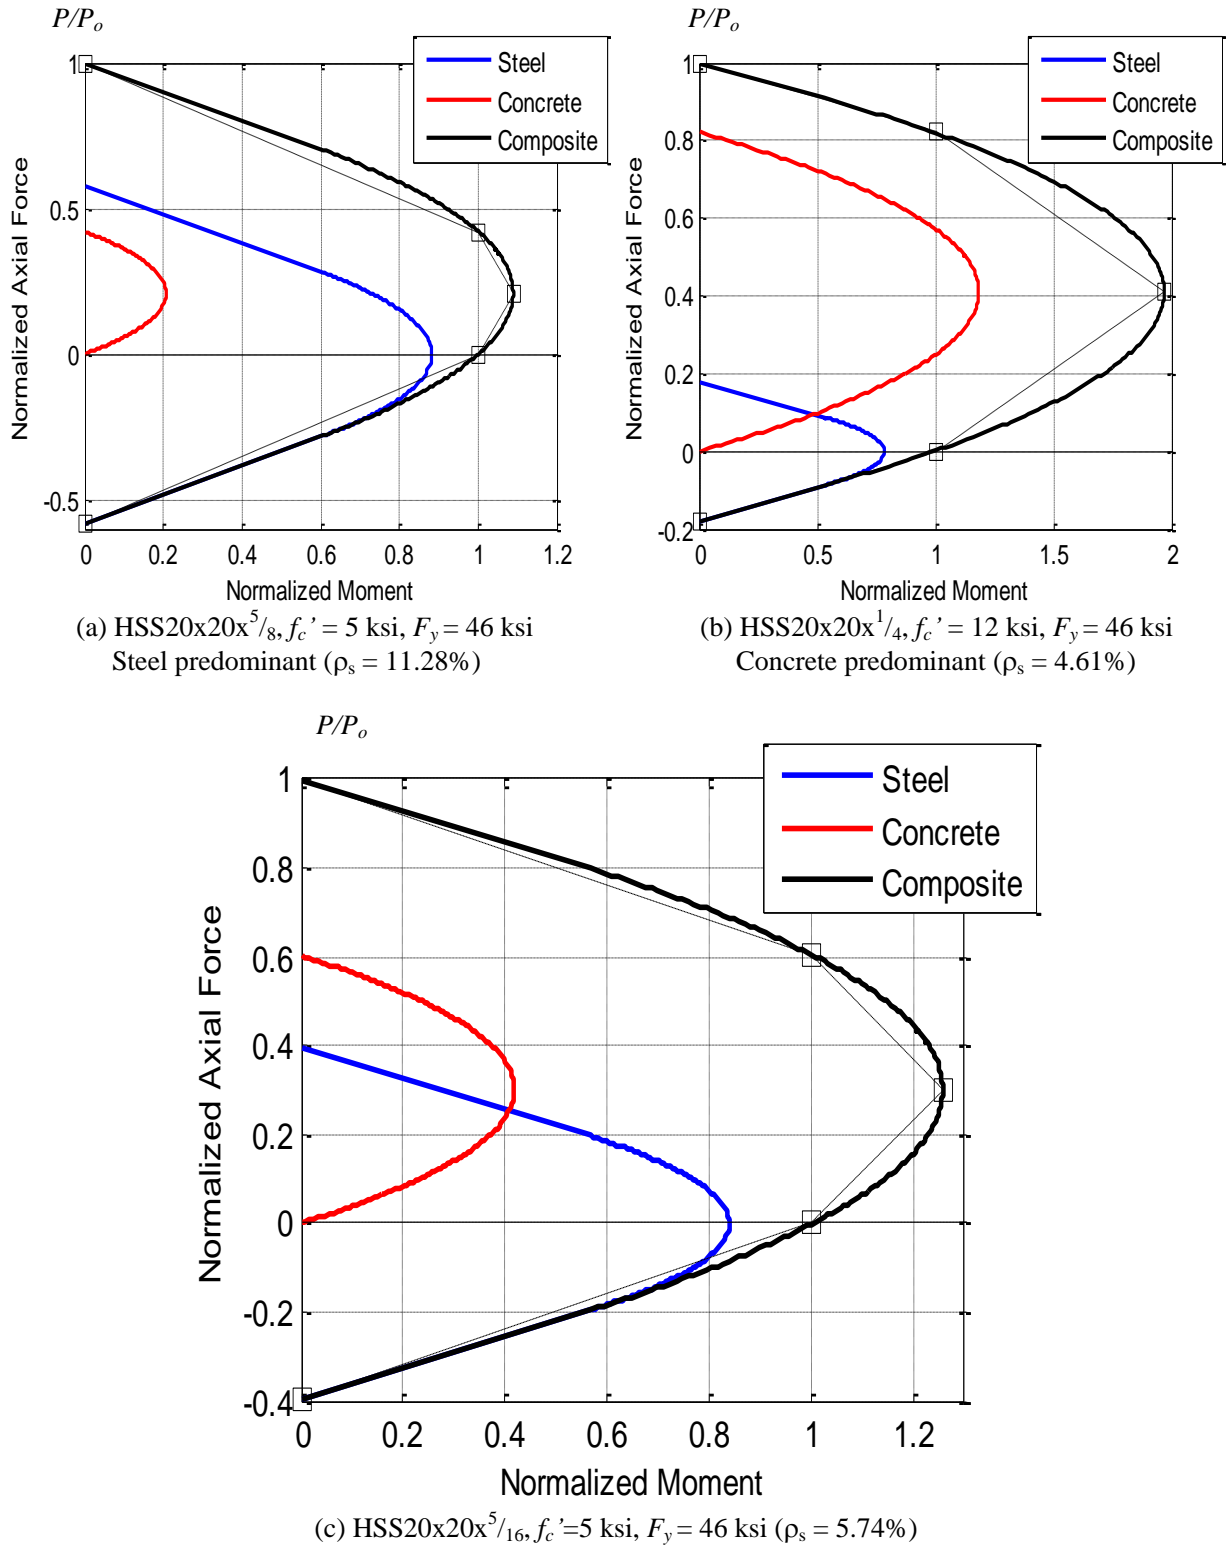 P/Pₒ
Normalized Axial Force
1
0.5
0
-0.5
0 0.2 0.4 0.6 0.8 1 1.2
Normalized Moment
Steel
Concrete
Composite
(a) HSS20x20x⁵/₈, f_c’ = 5 ksi, F_y = 46 ksi
Steel predominant (ρₛ = 11.28%)
P/Pₒ
Normalized Axial Force
1
0.8
0.6
0.4
0.2
0
-0.2
0 0.5 1 1.5 2
Normalized Moment
Steel
Concrete
Composite
(b) HSS20x20x¹/₄, f_c’ = 12 ksi, F_y = 46 ksi
Concrete predominant (ρₛ = 4.61%)
P/Pₒ
Normalized Axial Force
1
0.8
0.6
0.4
0.2
0
-0.2
-0.4
0 0.2 0.4 0.6 0.8 1 1.2
Normalized Moment
Steel
Concrete
Composite
(c) HSS20x20x⁵/₁₆, f_c’=5 ksi, F_y = 46 ksi (ρₛ = 5.74%)